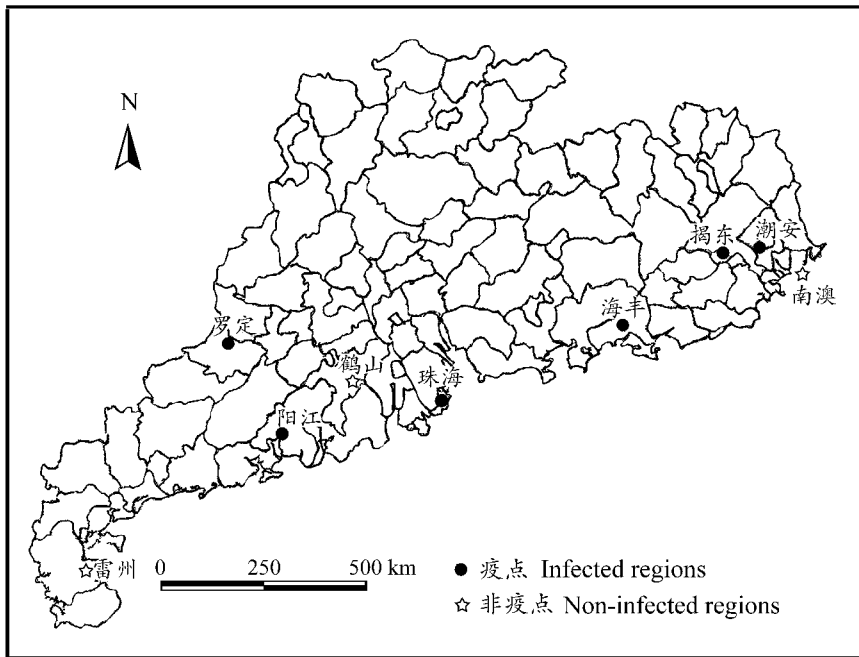 N
揭东
潮安
南澳
海丰
罗定
鹤山
珠海
阳江
雷州
0 250 500 km
疫点 Infected regions
非疫点 Non-infected regions